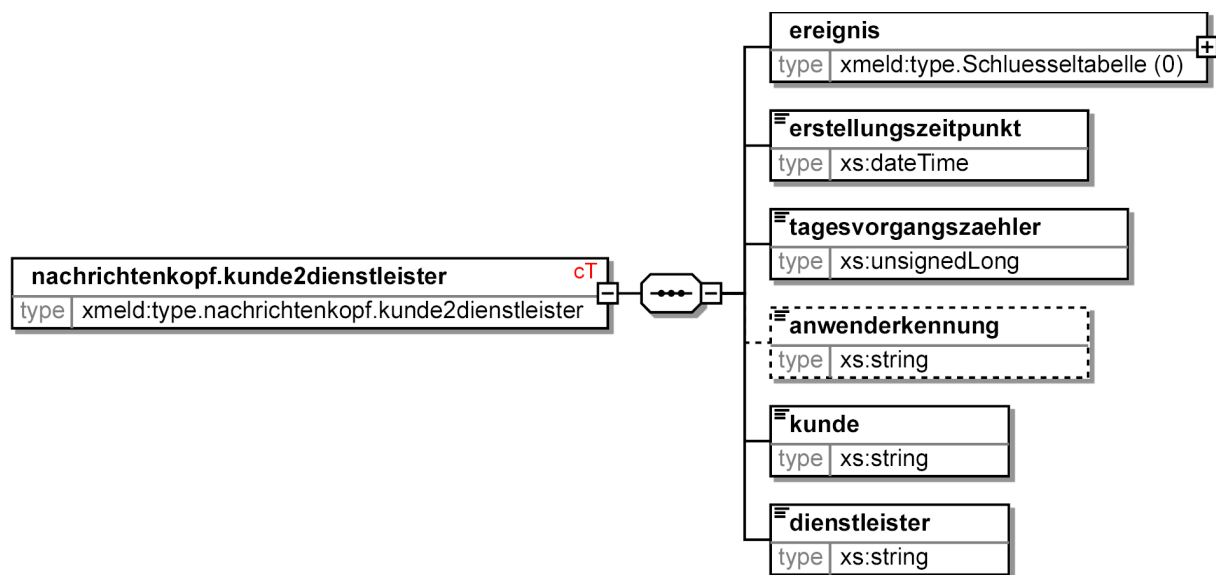 ereignis
type xmeld:type.Schluesseltabelle (0)
erstellungszeitpunkt
type xs:dateTime
tagesvorgangszaehler
type xs:unsignedLong
nachrichtenkopf.kunde2dienstleister cT
type xmeld:type.nachrichtenkopf.kunde2dienstleister
anwenderkennung
type xs:string
kunde
type xs:string
dienstleister
type xs:string